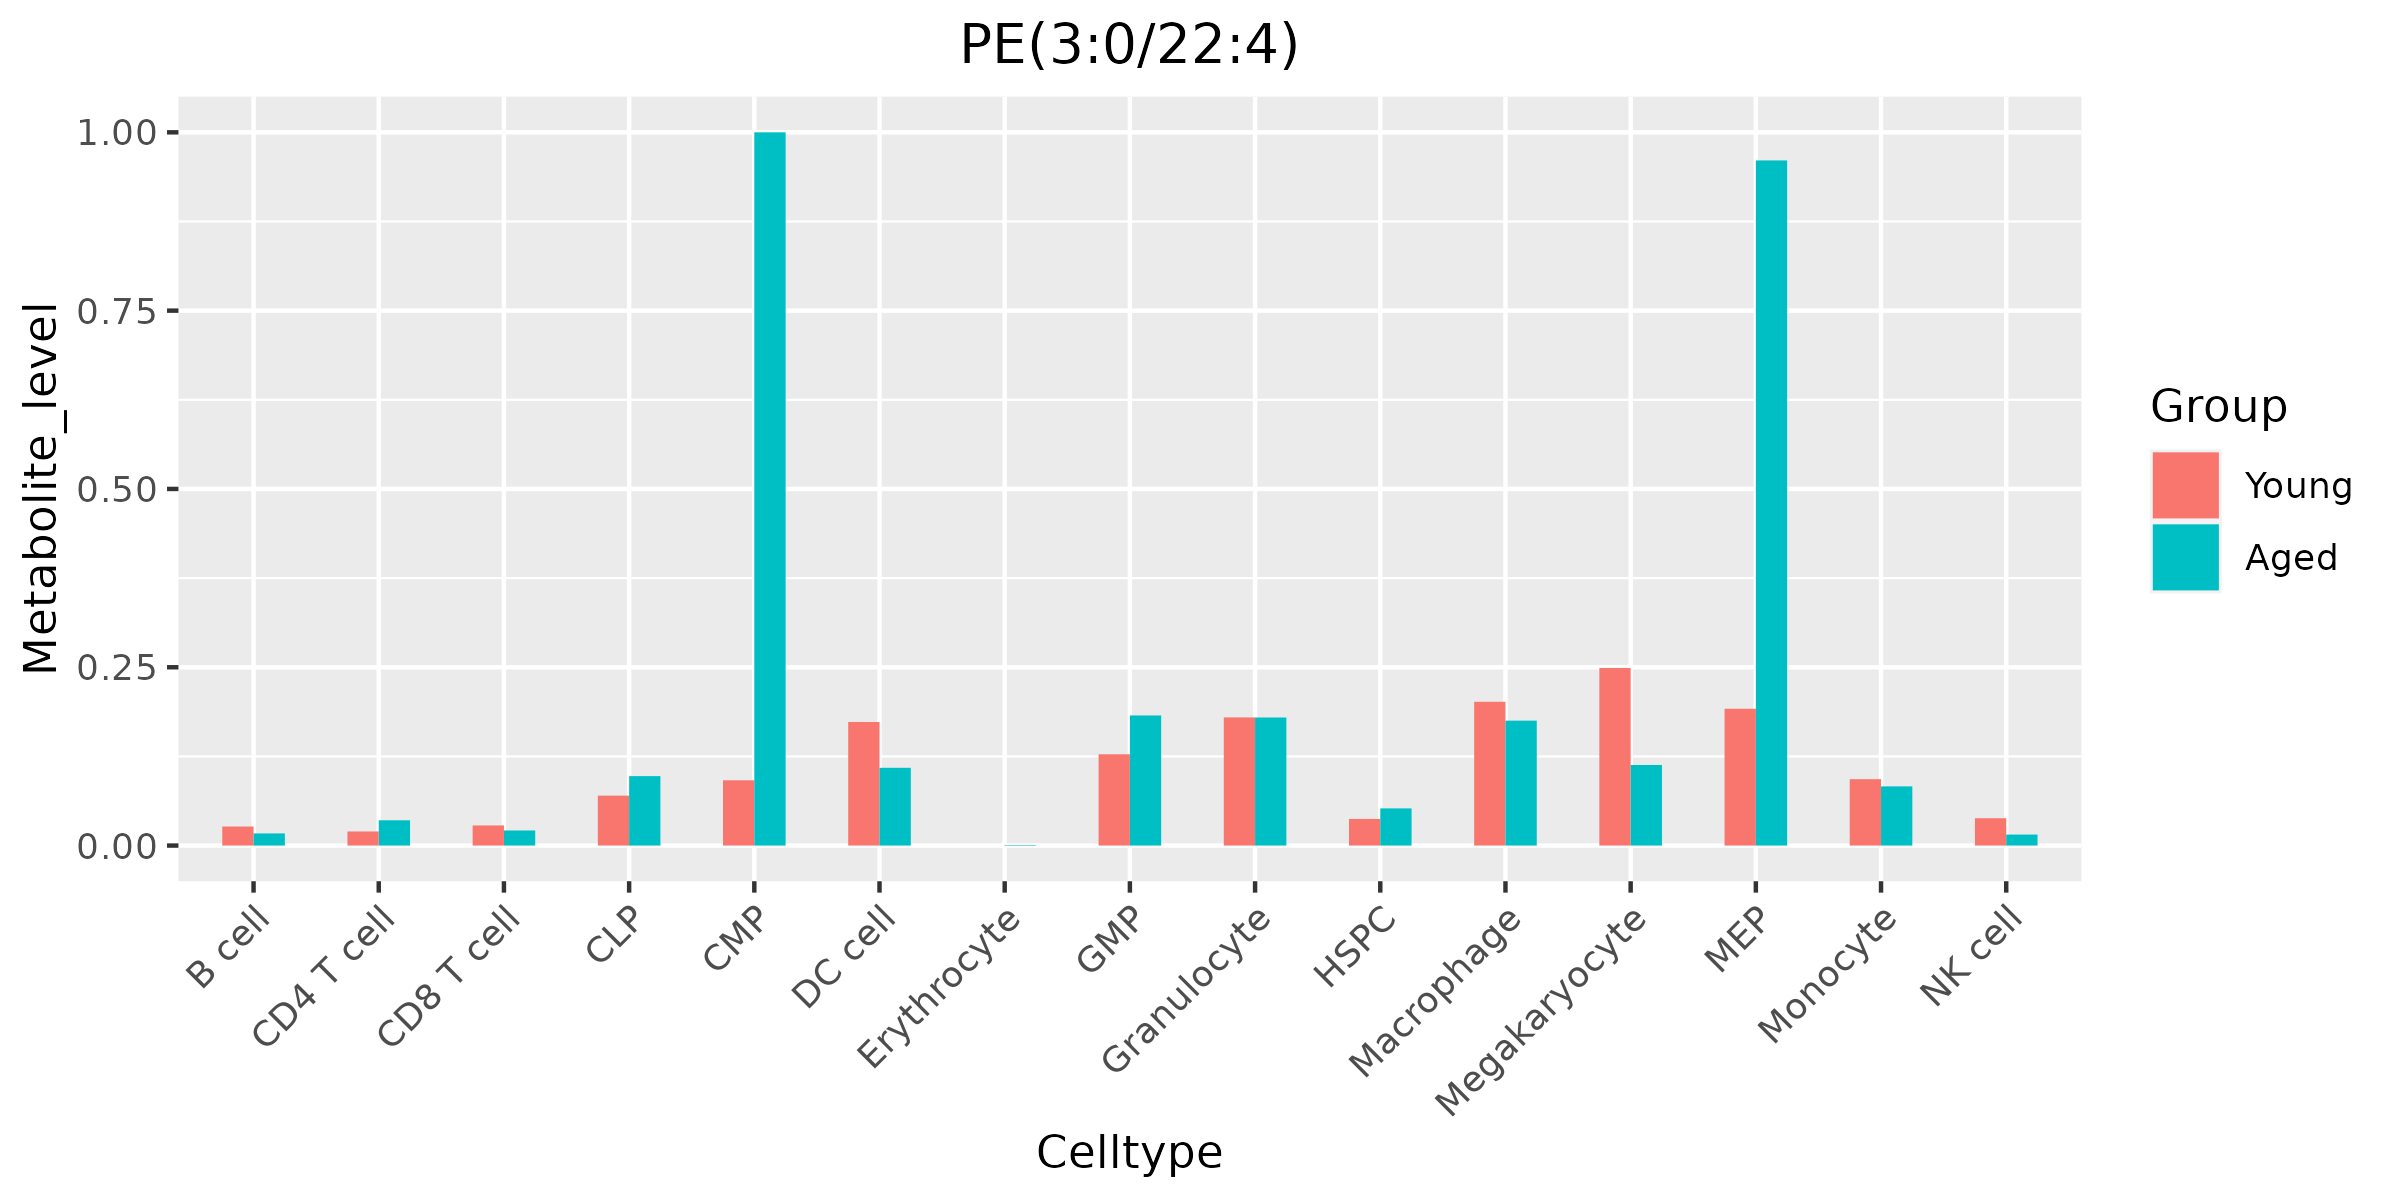 PE(3:0/22:4)
Metabolite_level
1.00
0.75
0.50
0.25
0.00
B cell
CD4 T cell
CD8 T cell
CLP
CMP
DC cell
Erythrocyte
GMP
Granulocyte
HSPC
Macrophage
Megakaryocyte
MEP
Monocyte
NK cell
Celltype
Group
Young
Aged